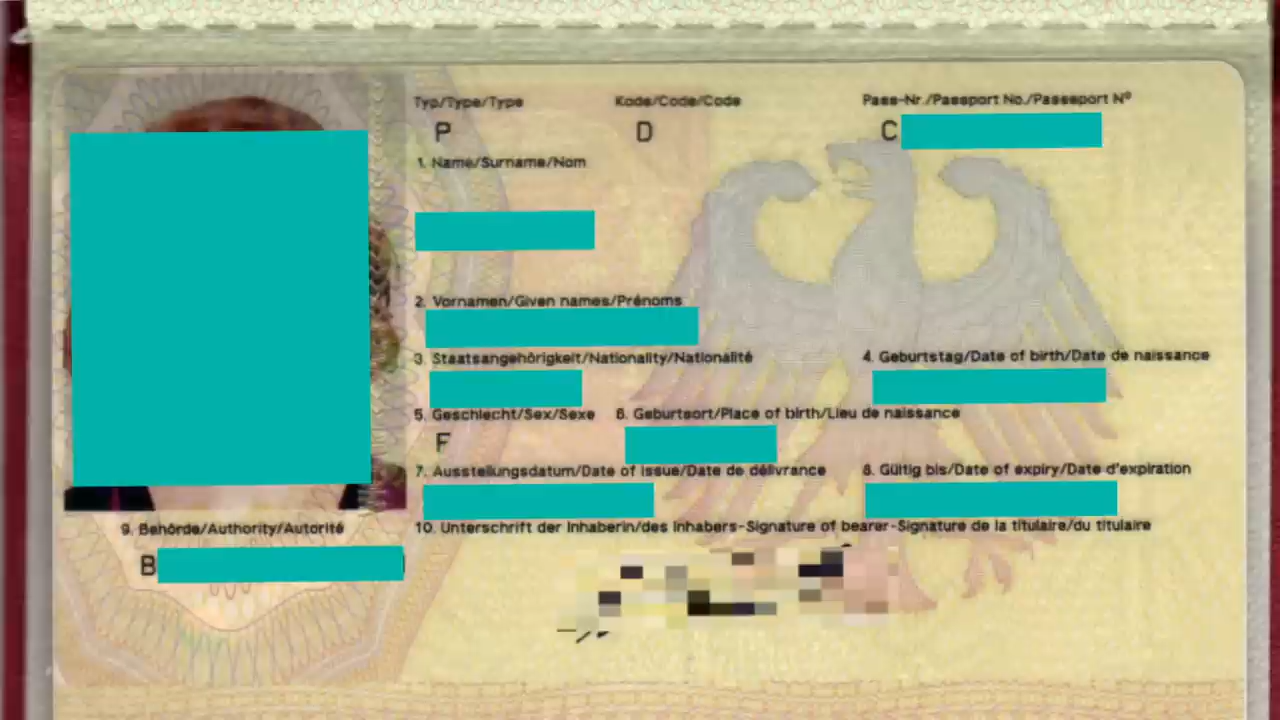 Typ/Type/Type Kode/Code/Code Pass-Nr./Passport No./Passeport Nº
P D C
1. Name/Surname/Nom
2. Vornamen/Given names/Prénoms
3. Staatsangehörigkeit/Nationality/Nationalité 4. Geburtstag/Date of birth/Date de naissance
5. Geschlecht/Sex/Sexe 6. Geburtsort/Place of birth/Lieu de naissance
F
7. Ausstellungsdatum/Date of issue/Date de délivrance 8. Gültig bis/Date of expiry/Date d'expiration
9. Behörde/Authority/Autorité 10. Unterschrift der Inhaberin/des Inhabers-Signature of bearer-Signature de la titulaire/du titulaire
B